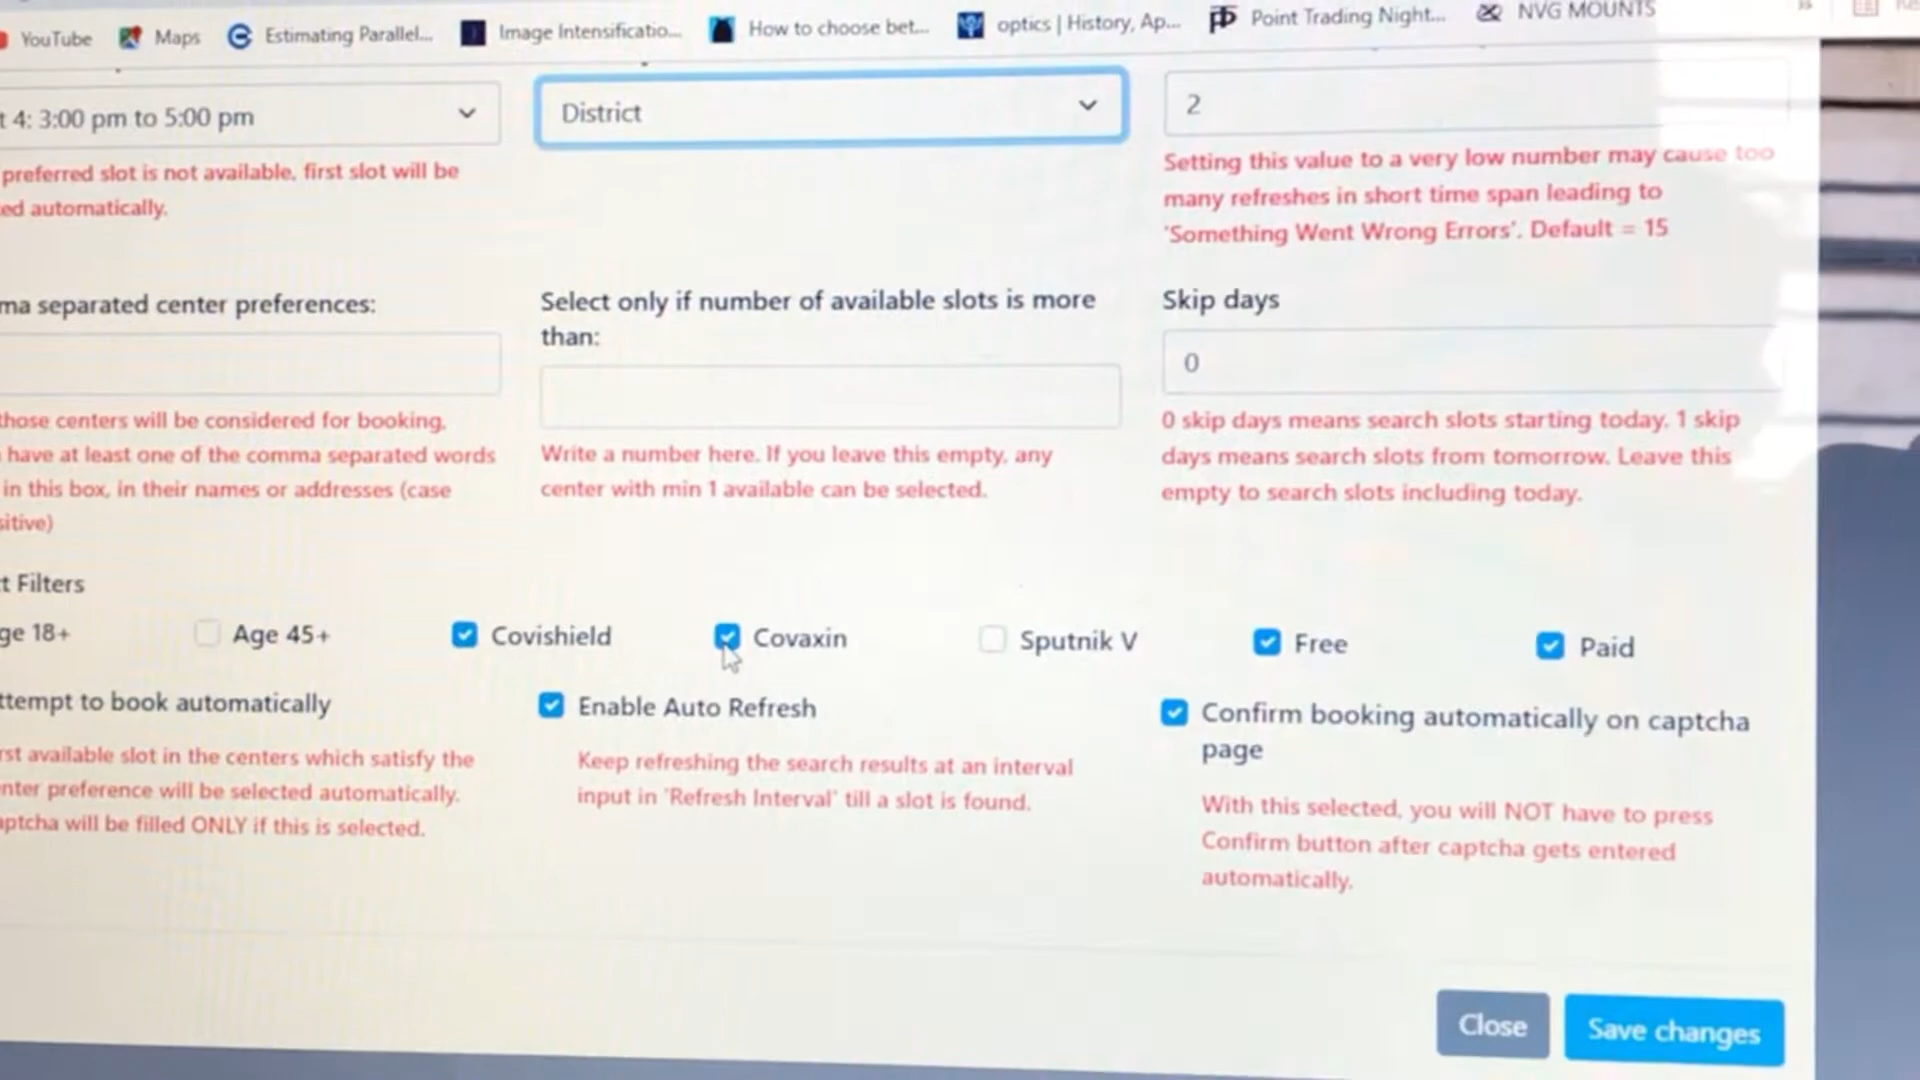 YouTube Maps Estimating Parallel... Image Intensificatio... How to choose bet... optics | History, Ap... Point Trading Night... NVG MOUNTS
t 4: 3:00 pm to 5:00 pm
preferred slot is not available, first slot will be
ed automatically.
District
2
Setting this value to a very low number may cause too
many refreshes in short time span leading to
'Something Went Wrong Errors'. Default = 15
ma separated center preferences:
those centers will be considered for booking,
have at least one of the comma separated words
in this box, in their names or addresses (case
sitive)
Select only if number of available slots is more
than:
Write a number here. If you leave this empty, any
center with min 1 available can be selected.
Skip days
0
0 skip days means search slots starting today. 1 skip
days means search slots from tomorrow. Leave this
empty to search slots including today.
t Filters
ge 18+ Age 45+ Covishield Covaxin Sputnik V Free Paid
ttempt to book automatically
rst available slot in the centers which satisfy the
nter preference will be selected automatically.
aptcha will be filled ONLY if this is selected.
Enable Auto Refresh
Keep refreshing the search results at an interval
input in 'Refresh Interval' till a slot is found.
Confirm booking automatically on captcha
page
With this selected, you will NOT have to press
Confirm button after captcha gets entered
automatically.
Close Save changes